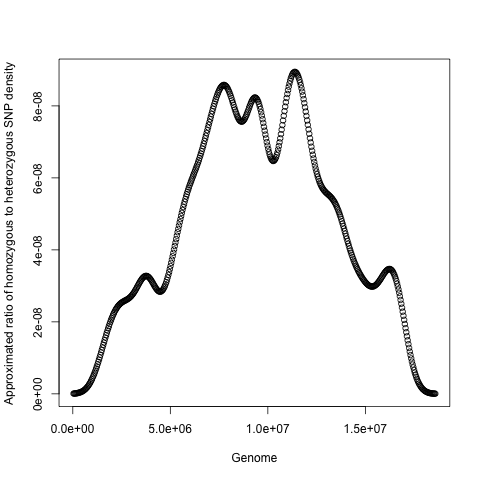 Approximated ratio of homozygous to heterozygous SNP density
8e-08
6e-08
4e-08
2e-08
0e+00
0.0e+00 5.0e+06 1.0e+07 1.5e+07
Genome